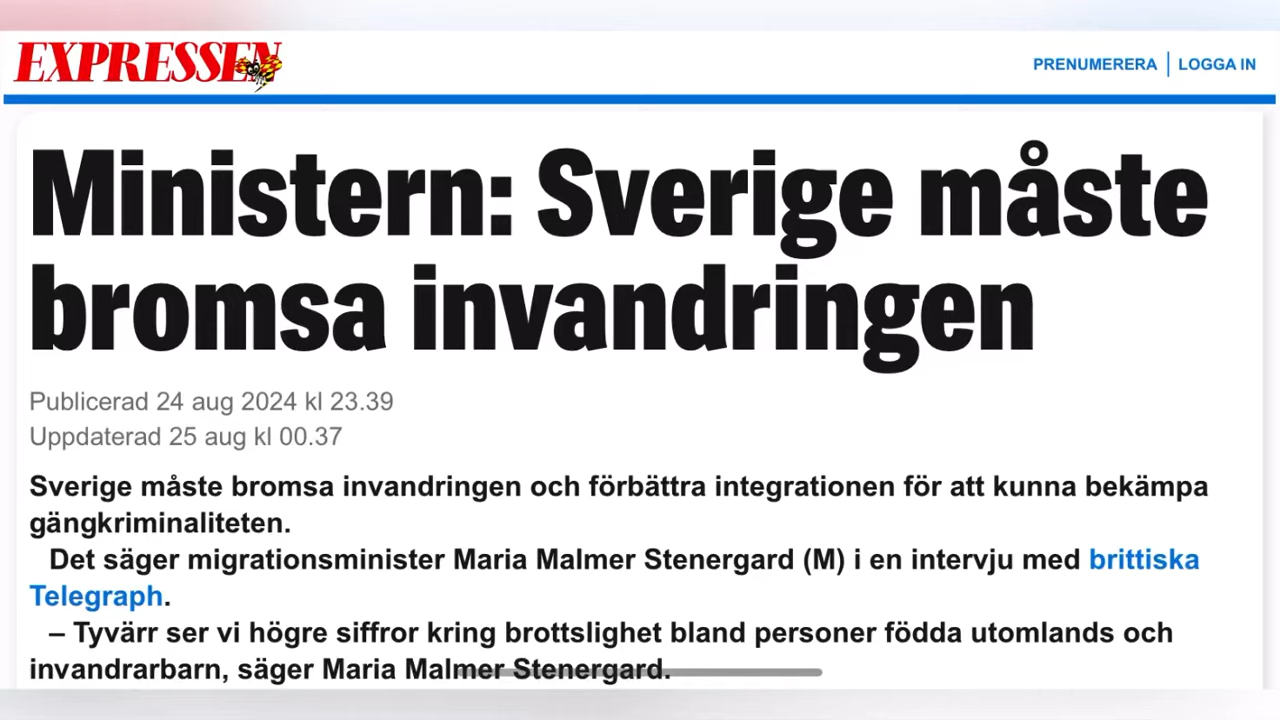 EXPRESSEN
PRENUMERERA | LOGGA IN
Ministern: Sverige måste
bromsa invandringen
Publicerad 24 aug 2024 kl 23.39
Uppdaterad 25 aug kl 00.37
Sverige måste bromsa invandringen och förbättra integrationen för att kunna bekämpa
gängkriminaliteten.
Det säger migrationsminister Maria Malmer Stenergard (M) i en intervju med brittiska
Telegraph.
– Tyvärr ser vi högre siffror kring brottslighet bland personer födda utomlands och
invandrarbarn, säger Maria Malmer Stenergard.